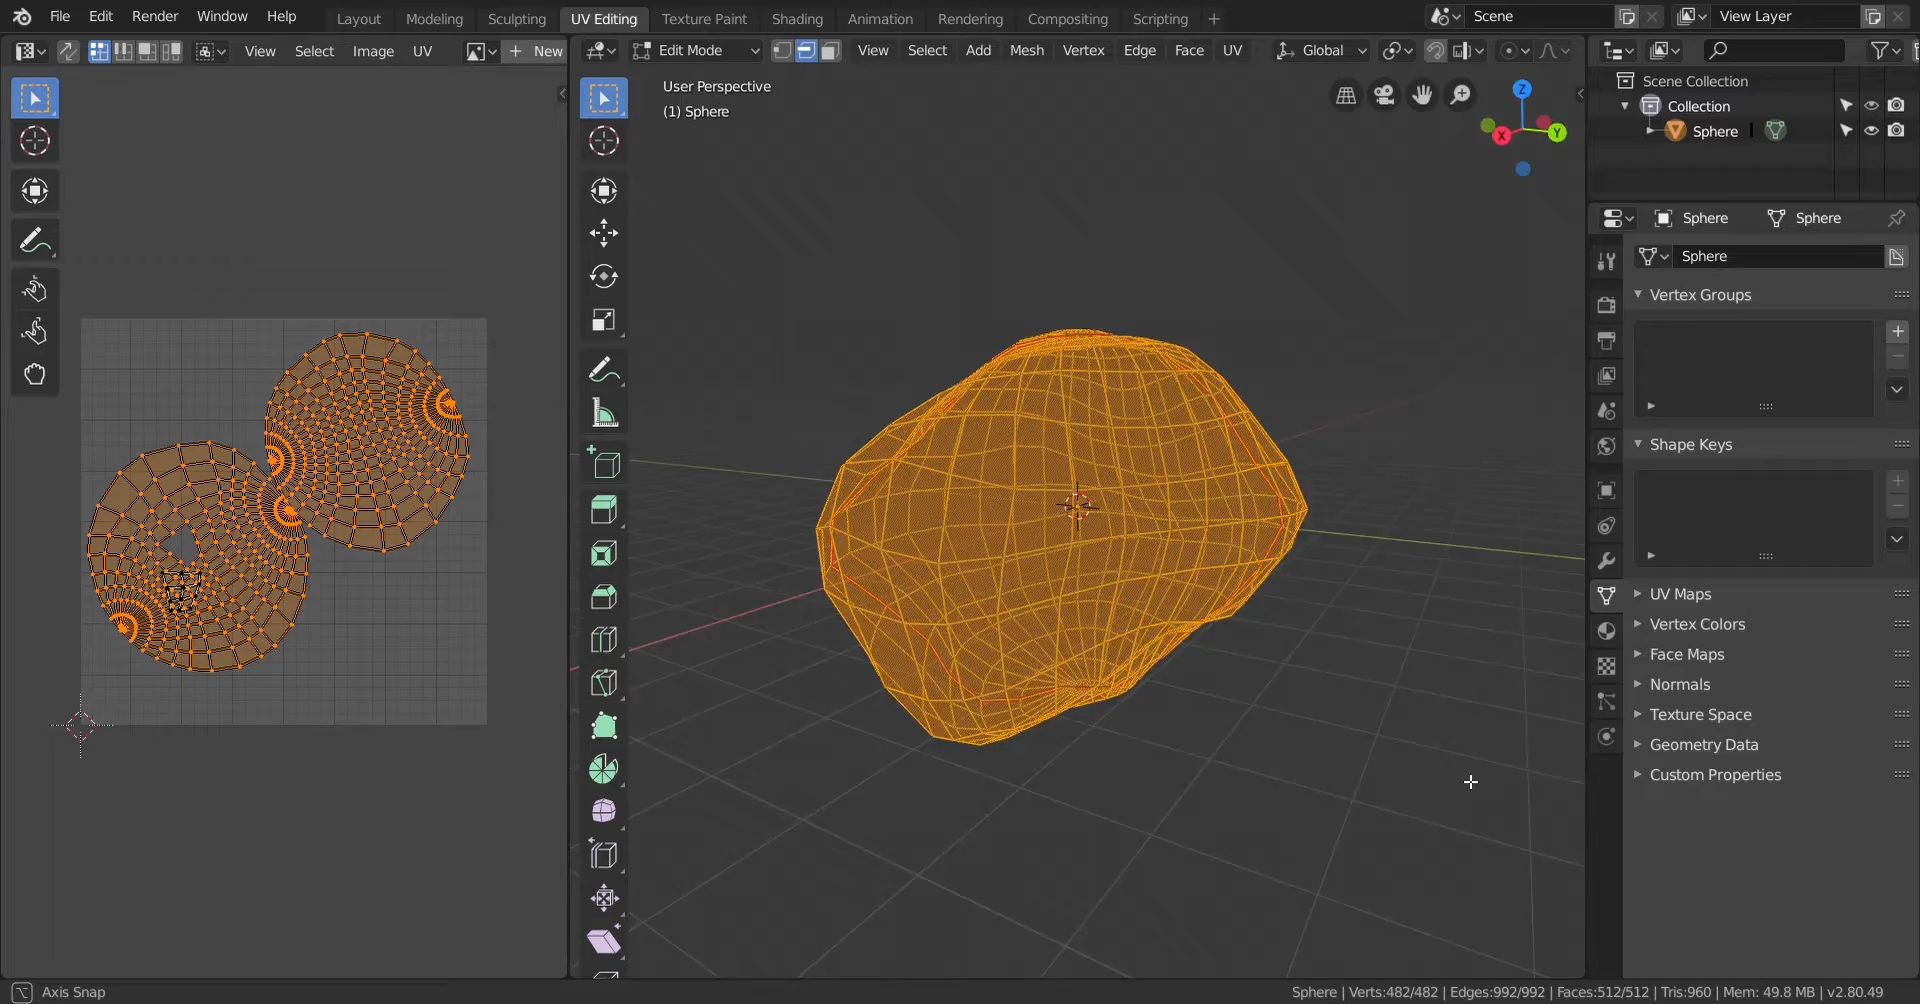 File Edit Render Window Help Layout Modeling Sculpting UV Editing Texture Paint Shading Animation Rendering Compositing Scripting + Scene View Layer
View Select Image UV + New Edit Mode View Select Add Mesh Vertex Edge Face UV Global
User Perspective
(1) Sphere
Z
X
Y
Scene Collection
Collection
Sphere
Sphere Sphere
Sphere
Vertex Groups
Shape Keys
UV Maps
Vertex Colors
Face Maps
Normals
Texture Space
Geometry Data
Custom Properties
Axis Snap Sphere | Verts:482/482 | Edges:992/992 | Faces:512/512 | Tris:960 | Mem: 49.8 MB | v2.80.49